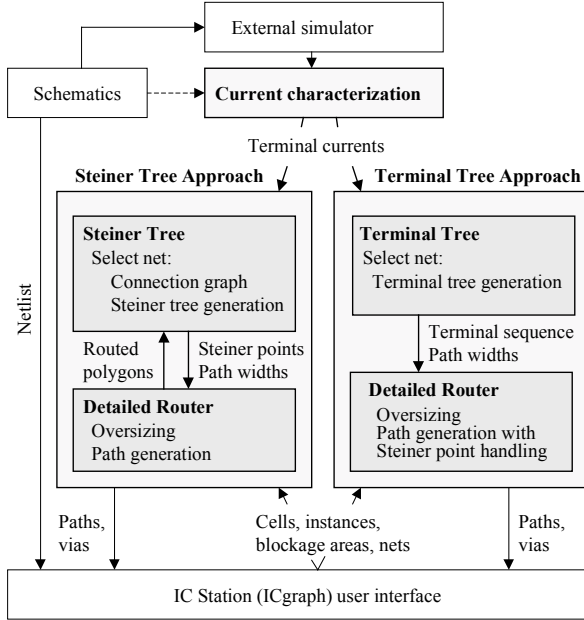 External simulator
Schematics
Current characterization
Terminal currents
Steiner Tree Approach
Terminal Tree Approach
Netlist
Steiner Tree
Select net:
Connection graph
Steiner tree generation
Routed
polygons
Steiner points
Path widths
Detailed Router
Oversizing
Path generation
Terminal Tree
Select net:
Terminal tree generation
Terminal sequence
Path widths
Detailed Router
Oversizing
Path generation with
Steiner point handling
Paths,
vias
Cells, instances,
blockage areas, nets
Paths,
vias
IC Station (ICgraph) user interface